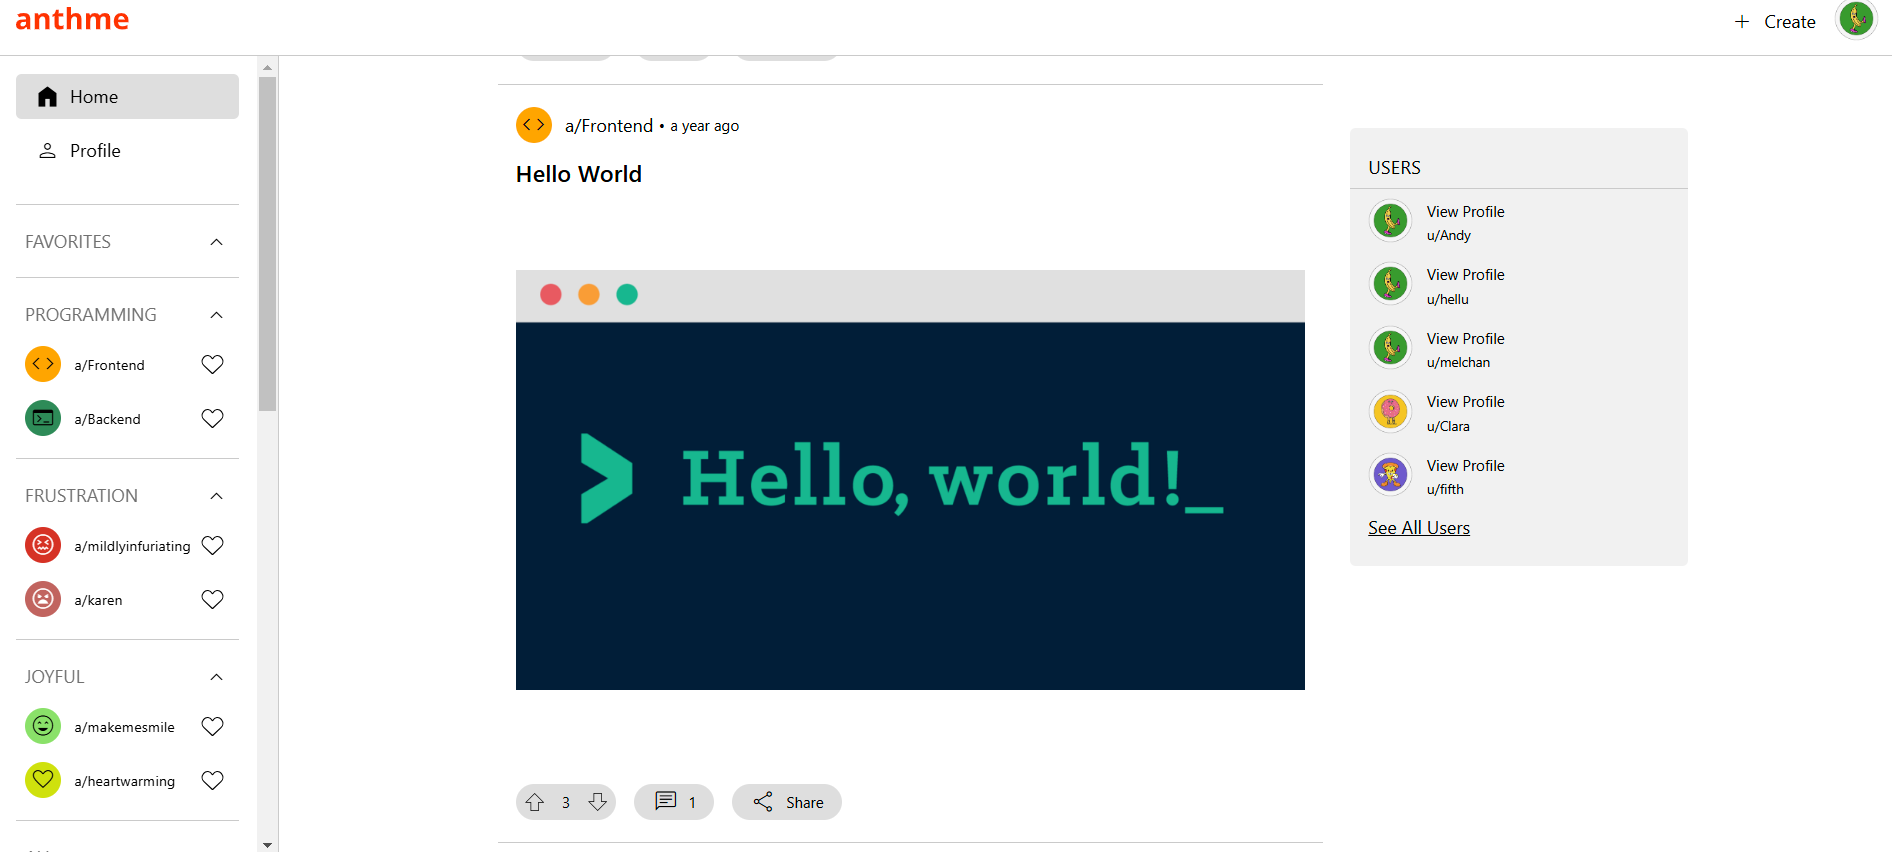 anthme
Create
Home
Profile
FAVORITES
PROGRAMMING
a/Frontend
a/Backend
FRUSTRATION
a/mildlyinfuriating
a/karen
JOYFUL
a/makemesmile
a/heartwarming
a/Frontend • a year ago
Hello World
> Hello, world!_
3
1
Share
USERS
View Profile
u/Andy
View Profile
u/hellu
View Profile
u/melchan
View Profile
u/Clara
View Profile
u/fifth
See All Users